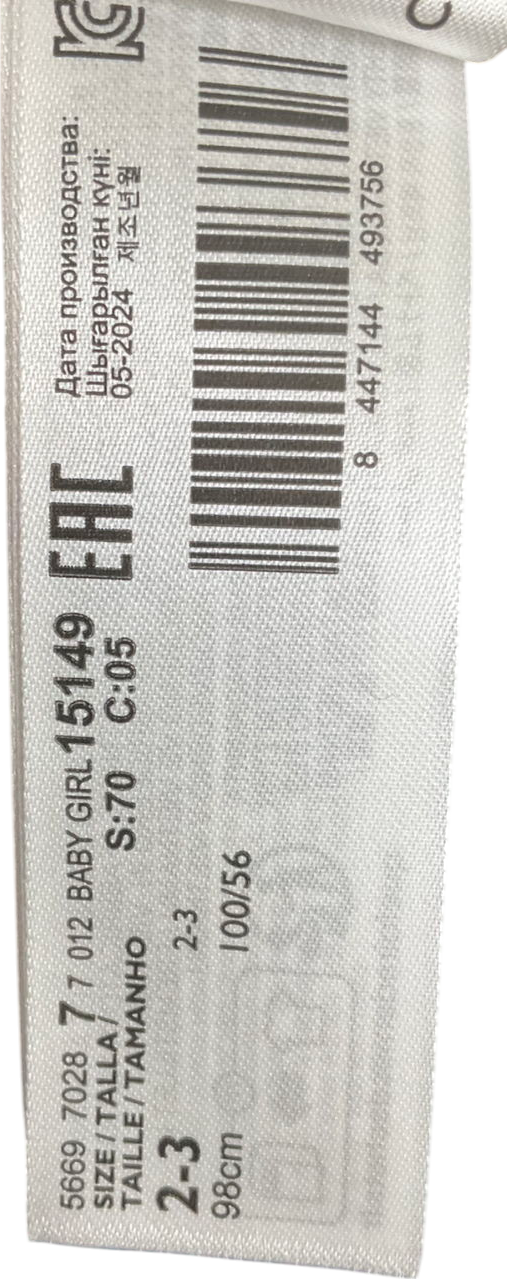 5669 7028 7 7 012 BABY GIRL 15149
SIZE / TALLA /
TAILLE / TAMANHO
S:70 C:05
2-3 2-3
98cm 100/56
EAC
Дата производства:
Шығарылған күні:
05-2024 제조년월
8 447144 493756